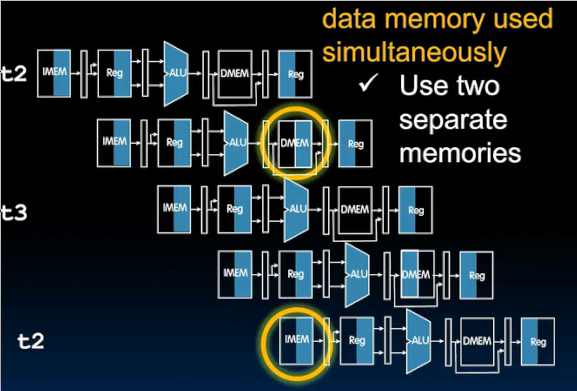 data memory used
simultaneously
✓ Use two
separate
memories
t2
IMEM Reg ALU DMEM Reg
IMEM Reg ALU DMEM Reg
t3
IMEM Reg ALU DMEM Reg
IMEM Reg ALU DMEM Reg
t2
IMEM Reg ALU DMEM Reg